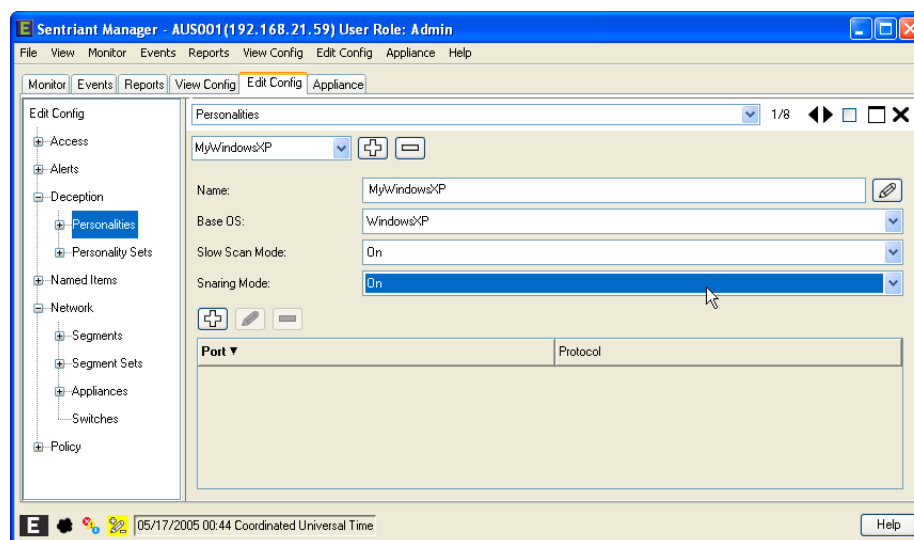 E Sentriant Manager - AUS001(192.168.21.59) User Role: Admin
File View Monitor Events Reports View Config Edit Config Appliance Help
Monitor Events Reports View Config Edit Config Appliance
Edit Config
Access
Alerts
Deception
Personalities
Personality Sets
Named Items
Network
Segments
Segment Sets
Appliances
Switches
Policy
Personalities 1/8
MyWindowsXP
Name: MyWindowsXP
Base OS: WindowsXP
Slow Scan Mode: On
Snaring Mode: On
Port ▼ Protocol
E 05/17/2005 00:44 Coordinated Universal Time Help